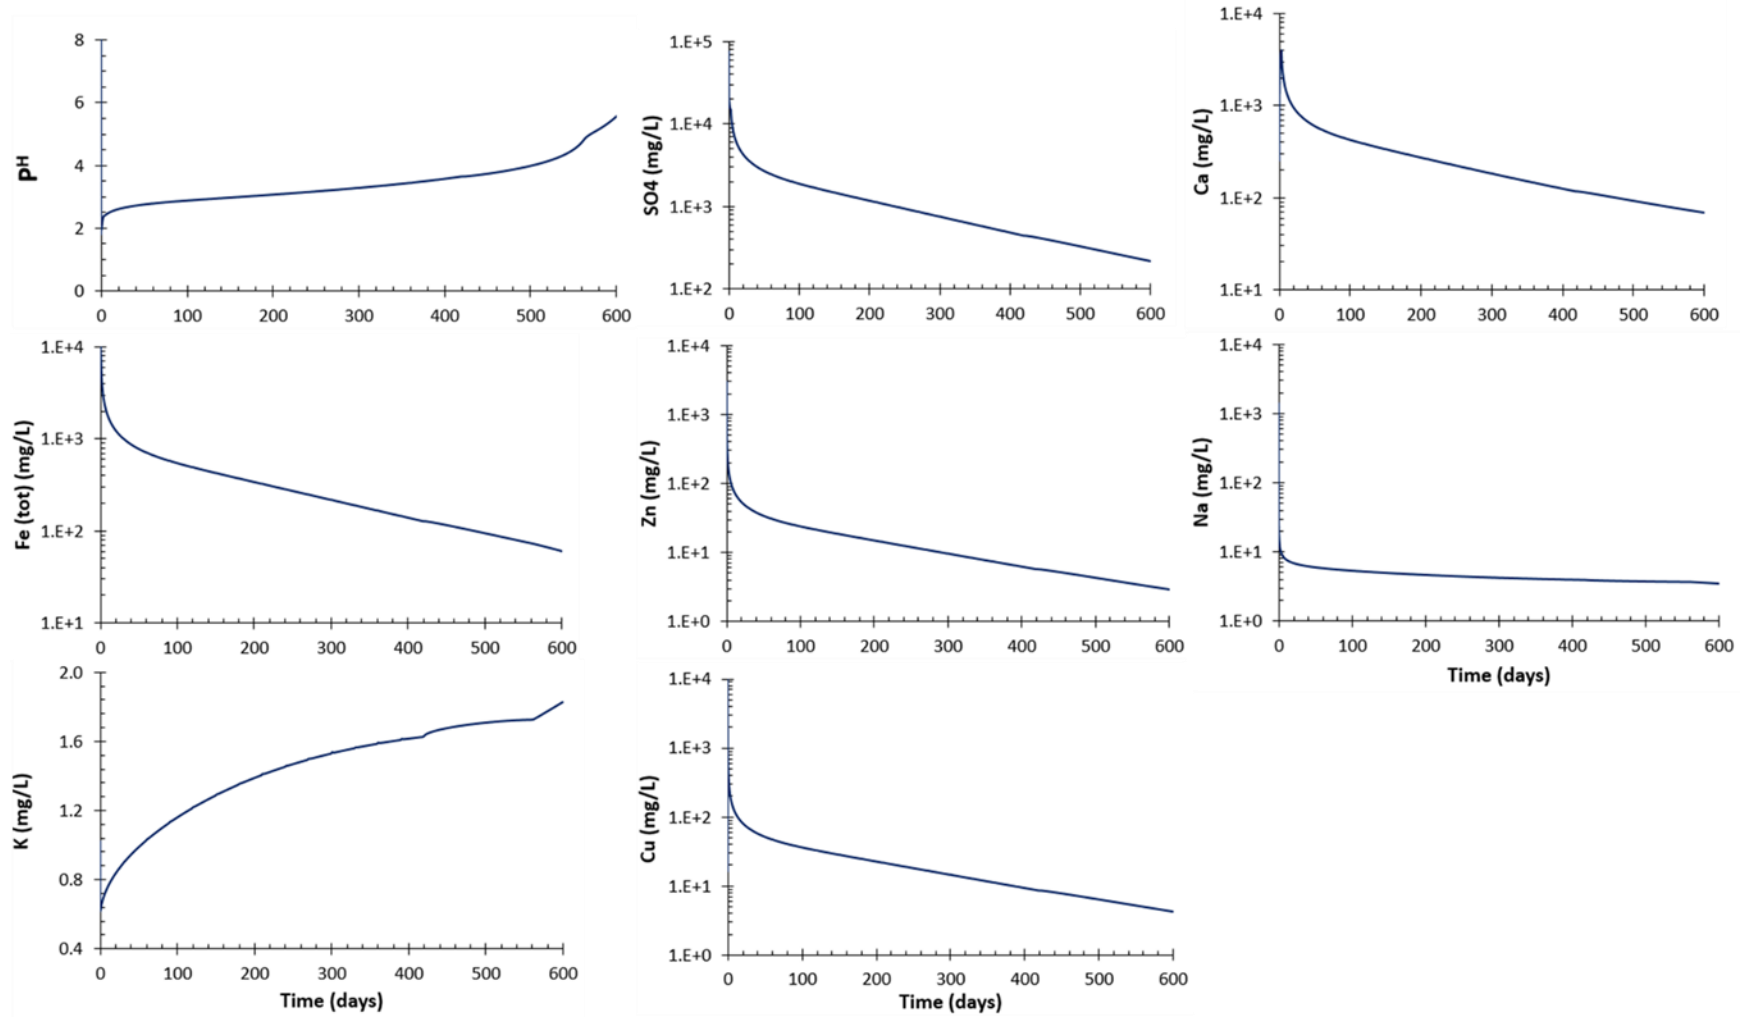 pH
8
6
4
2
0
0 100 200 300 400 500 600
SO4 (mg/L)
1.E+5
1.E+4
1.E+3
1.E+2
0 100 200 300 400 500 600
Ca (mg/L)
1.E+4
1.E+3
1.E+2
1.E+1
0 100 200 300 400 500 600
Fe (tot) (mg/L)
1.E+4
1.E+3
1.E+2
1.E+1
0 100 200 300 400 500 600
Zn (mg/L)
1.E+4
1.E+3
1.E+2
1.E+1
1.E+0
0 100 200 300 400 500 600
Na (mg/L)
1.E+4
1.E+3
1.E+2
1.E+1
1.E+0
0 100 200 300 400 500 600
Time (days)
K (mg/L)
2.0
1.6
1.2
0.8
0.4
0 100 200 300 400 500 600
Time (days)
Cu (mg/L)
1.E+4
1.E+3
1.E+2
1.E+1
1.E+0
0 100 200 300 400 500 600
Time (days)